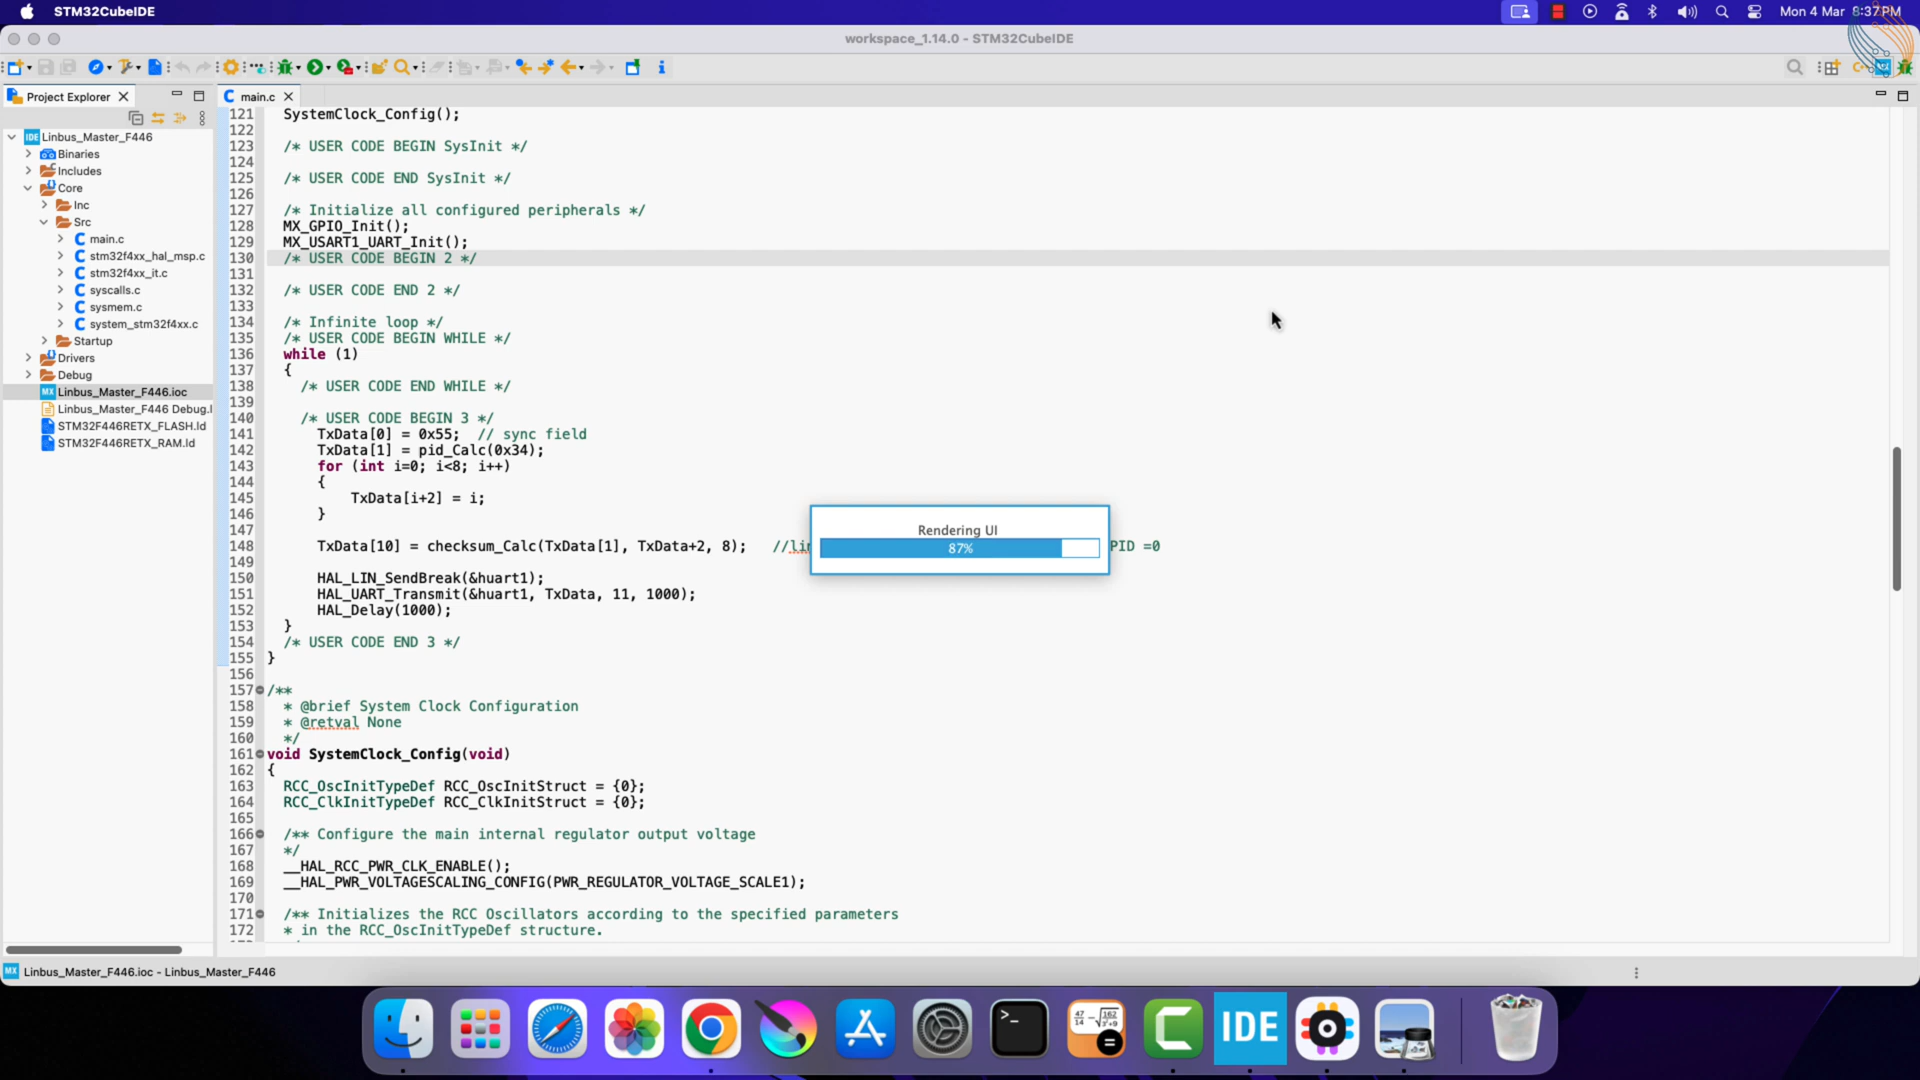 STM32CubeIDE
Mon 4 Mar 8:37PM
workspace_1.14.0 - STM32CubeIDE
Project Explorer
main.c
IDE Linbus_Master_F446
Binaries
Includes
Core
Inc
Src
main.c
stm32f4xx_hal_msp.c
stm32f4xx_it.c
syscalls.c
sysmem.c
system_stm32f4xx.c
Startup
Drivers
Debug
MX Linbus_Master_F446.ioc
Linbus_Master_F446 Debug.l
STM32F446RETX_FLASH.ld
STM32F446RETX_RAM.ld
121 SystemClock_Config();
122
123 /* USER CODE BEGIN SysInit */
124
125 /* USER CODE END SysInit */
126
127 /* Initialize all configured peripherals */
128 MX_GPIO_Init();
129 MX_USART1_UART_Init();
130 /* USER CODE BEGIN 2 */
131
132 /* USER CODE END 2 */
133
134 /* Infinite loop */
135 /* USER CODE BEGIN WHILE */
136 while (1)
137 {
138 /* USER CODE END WHILE */
139
140 /* USER CODE BEGIN 3 */
141 TxData[0] = 0x55; // sync field
142 TxData[1] = pid_Calc(0x34);
143 for (int i=0; i<8; i++)
144 {
145 TxData[i+2] = i;
146 }
147
148 TxData[10] = checksum_Calc(TxData[1], TxData+2, 8); //lin PID =0
149
150 HAL_LIN_SendBreak(&huart1);
151 HAL_UART_Transmit(&huart1, TxData, 11, 1000);
152 HAL_Delay(1000);
153 }
154 /* USER CODE END 3 */
155 }
156
157 /**
158 * @brief System Clock Configuration
159 * @retval None
160 */
161 void SystemClock_Config(void)
162 {
163 RCC_OscInitTypeDef RCC_OscInitStruct = {0};
164 RCC_ClkInitTypeDef RCC_ClkInitStruct = {0};
165
166 /** Configure the main internal regulator output voltage
167 */
168 __HAL_RCC_PWR_CLK_ENABLE();
169 __HAL_PWR_VOLTAGESCALING_CONFIG(PWR_REGULATOR_VOLTAGE_SCALE1);
170
171 /** Initializes the RCC Oscillators according to the specified parameters
172 * in the RCC_OscInitTypeDef structure.
Rendering UI
87%
MX Linbus_Master_F446.ioc - Linbus_Master_F446
IDE